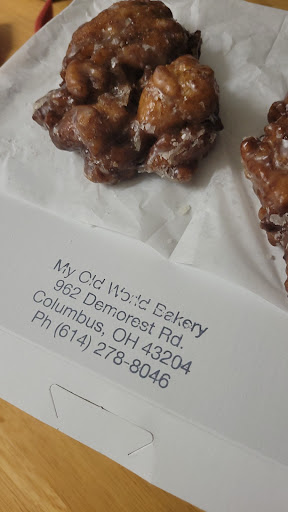 My Old World Bakery
962 Demorest Rd.
Columbus, OH 43204
Ph (614) 278-8046